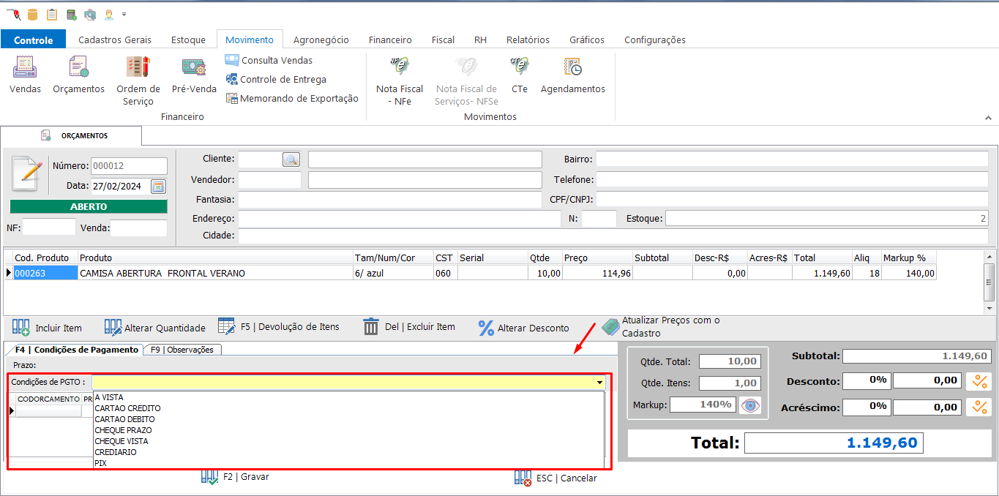 Controle Cadastros Gerais Estoque Movimento Agronegócio Financeiro Fiscal RH Relatórios Gráficos Configurações
Vendas
Orçamentos
Ordem de
Serviço
Pré-Venda
Consulta Vendas
Controle de Entrega
Memorando de Exportação
Financeiro
Nota Fiscal
- NFe
Nota Fiscal de
Serviços- NFSe
CTe
Agendamentos
Movimentos
ORÇAMENTOS
Número: 000012
Data: 27/02/2024
ABERTO
NF: Venda:
Cliente:
Vendedor:
Fantasia:
Endereço:
Cidade:
Bairro:
Telefone:
CPF/CNPJ:
N: Estoque: 2
Cod. Produto Produto Tam/Num/Cor CST Serial Qtde Preço Subtotal Desc-R$ Acres-R$ Total Aliq Markup %
000263 CAMISA ABERTURA FRONTAL VERANO 6/ azul 060 10,00 114,96 0,00 1.149,60 18 140,00
Incluir Item
Alterar Quantidade
F5 | Devolução de Itens
Del | Excluir Item
Alterar Desconto
Atualizar Preços com o
Cadastro
F4 | Condições de Pagamento F9 | Observações
Prazo:
Condições de PGTO :
CODORCAMENTO PR
A VISTA
CARTAO CREDITO
CARTAO DEBITO
CHEQUE PRAZO
CHEQUE VISTA
CREDIARIO
PIX
Qtde. Total: 10,00
Qtde. Itens: 1,00
Markup: 140%
Subtotal: 1.149,60
Desconto: 0% 0,00
Acréscimo: 0% 0,00
Total: 1.149,60
F2 | Gravar
ESC | Cancelar